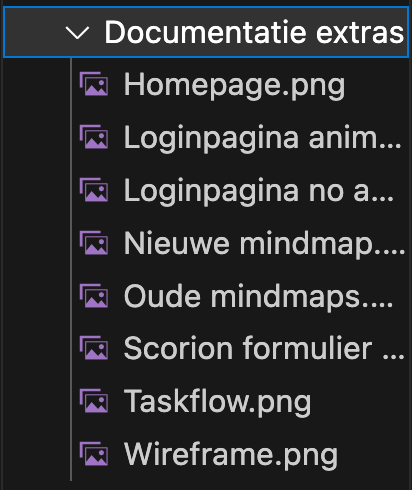 Documentatie extras
Homepage.png
Loginpagina anim...
Loginpagina no a...
Nieuwe mindmap....
Oude mindmaps....
Scorion formulier ...
Taskflow.png
Wireframe.png